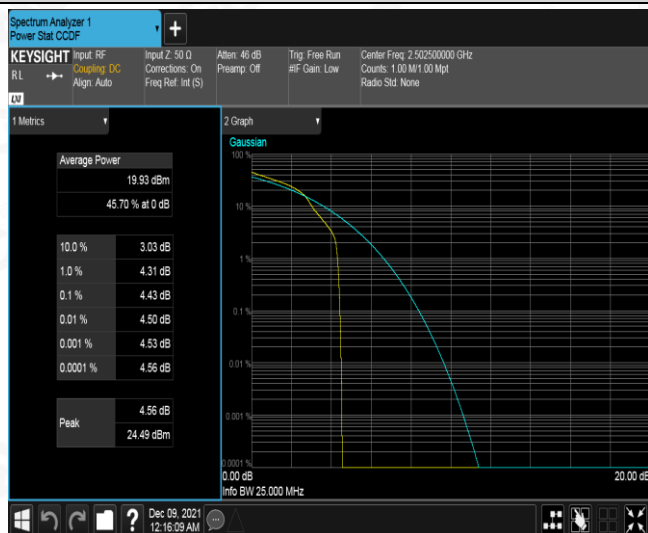 Spectrum Analyzer 1
Power Stat CCDF
KEYSIGHT
RL
Input: RF
Coupling: DC
Align: Auto
Input Z: 50 Ω
Corrections: On
Freq Ref: Int (S)
Atten: 46 dB
Preamp: Off
Trig: Free Run
#IF Gain: Low
Center Freq: 2.502500000 GHz
Counts: 1.00 M/1.00 Mpt
Radio Std: None
LXI
1 Metrics
Average Power
19.93 dBm
45.70 % at 0 dB
10.0 % 3.03 dB
1.0 % 4.31 dB
0.1 % 4.43 dB
0.01 % 4.50 dB
0.001 % 4.53 dB
0.0001 % 4.56 dB
Peak
4.56 dB
24.49 dBm
2 Graph
Gaussian
100 %
10 %
1 %
0.1 %
0.01 %
0.001 %
0.0001 %
0.00 dB 20.00 dB
Info BW 25.000 MHz
?
Dec 09, 2021
12:16:09 AM